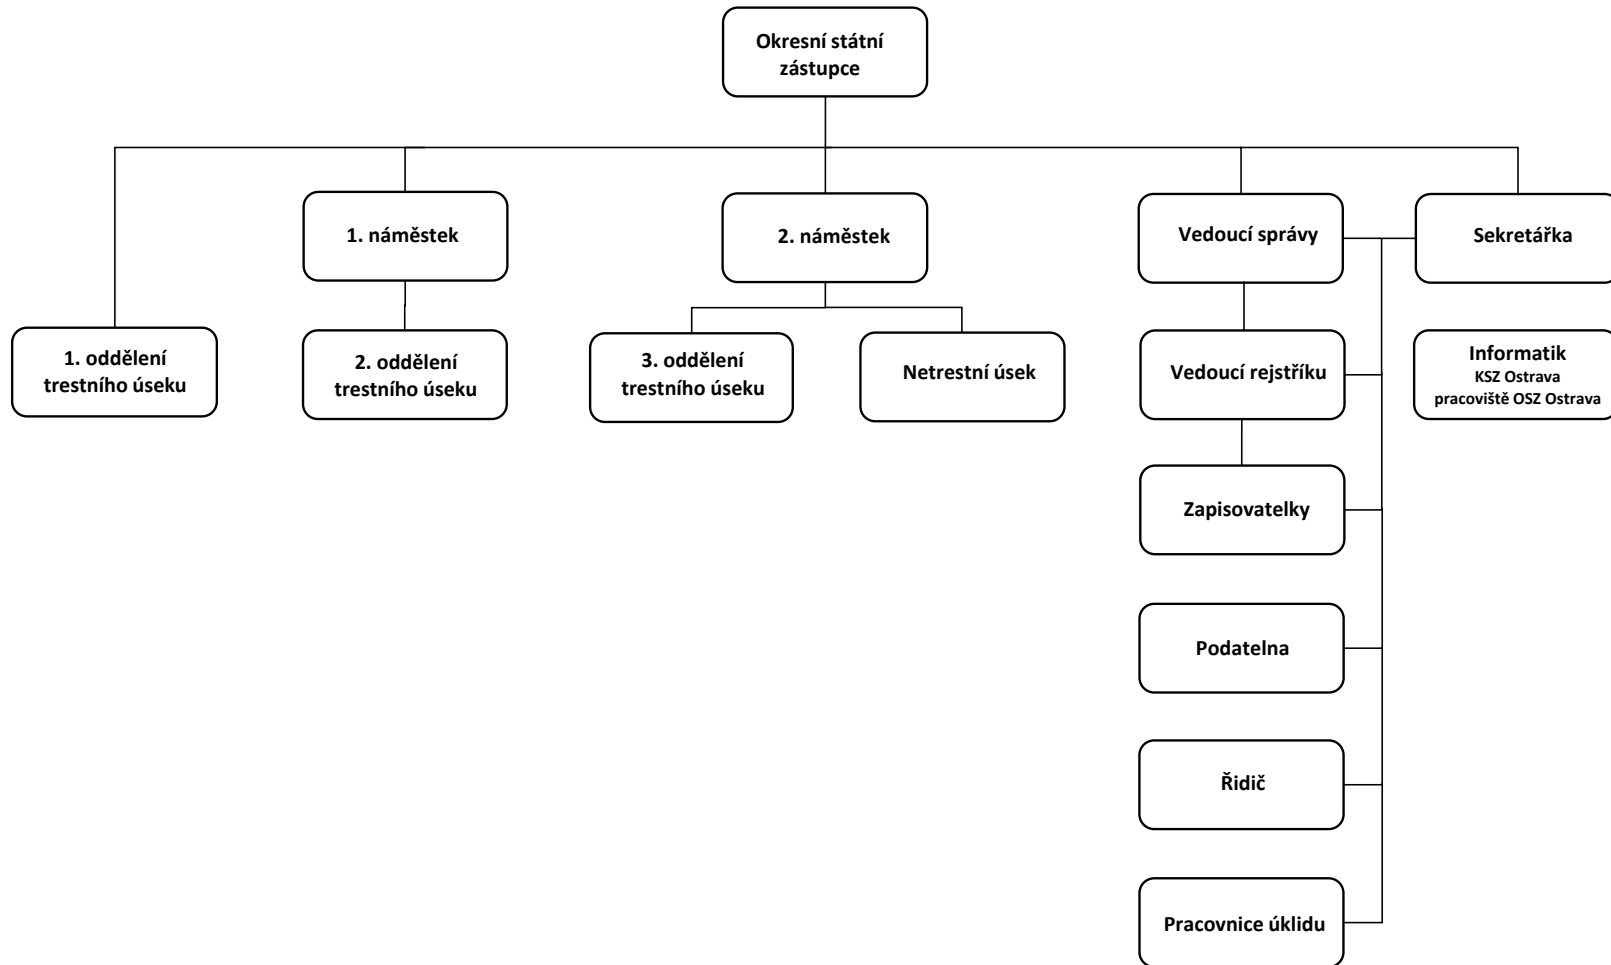 Okresní státní
zástupce
1. náměstek
2. náměstek
Vedoucí správy
Sekretářka
1. oddělení
trestního úseku
2. oddělení
trestního úseku
3. oddělení
trestního úseku
Netrestní úsek
Vedoucí rejstříku
Informatik
KSZ Ostrava
pracoviště OSZ Ostrava
Zapisovatelky
Podatelna
Řidič
Pracovnice úklidu